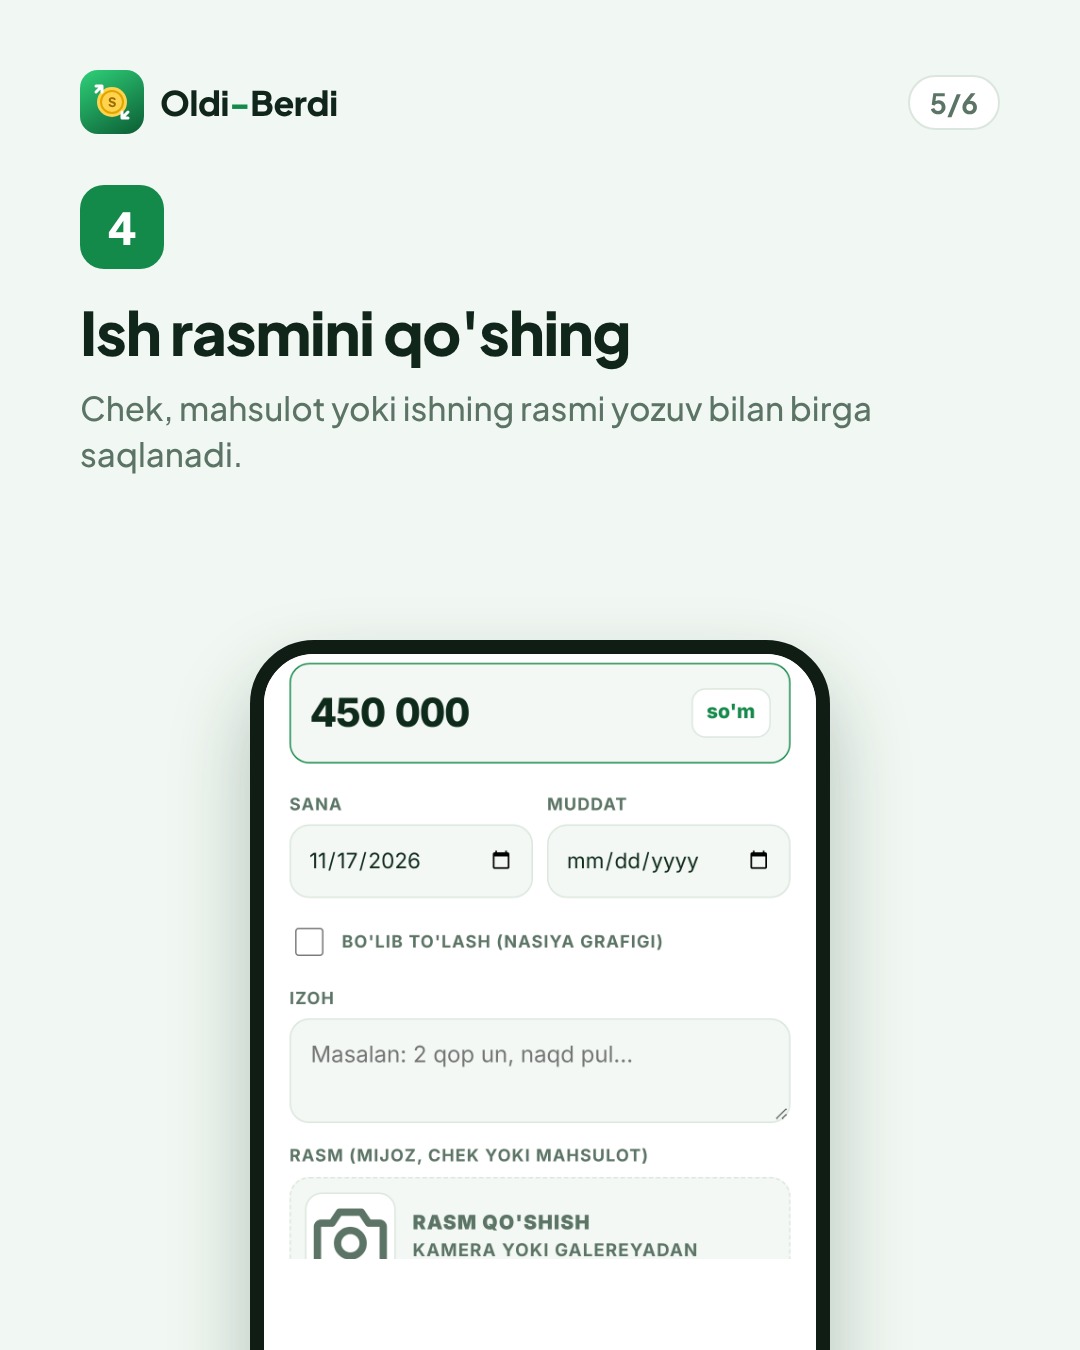 Oldi-Berdi
5/6
4
Ish rasmini qo'shing
Chek, mahsulot yoki ishning rasmi yozuv bilan birga
saqlanadi.
450 000
so'm
SANA
MUDDAT
11/17/2026
mm/dd/yyyy
BO'LIB TO'LASH (NASIYA GRAFIGI)
IZOH
Masalan: 2 qop un, naqd pul...
RASM (MIJOZ, CHEK YOKI MAHSULOT)
RASM QO'SHISH
KAMERA YOKI GALEREYADAN